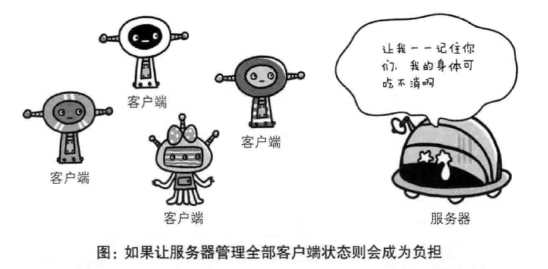 让我一一记住你
们，我的身体可
吃不消啊
客户端
客户端
客户端
客户端
服务器
图：如果让服务器管理全部客户端状态则会成为负担